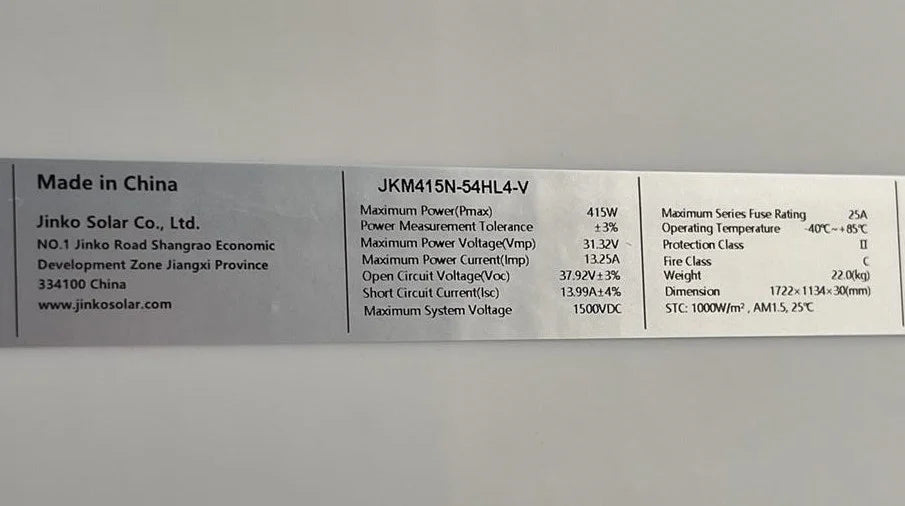 Made in China
Jinko Solar Co., Ltd.
NO.1 Jinko Road Shangrao Economic
Development Zone Jiangxi Province
334100 China
www.jinkosolar.com
JKM415N-54HL4-V
Maximum Power(Pmax) 415W
Power Measurement Tolerance ±3%
Maximum Power Voltage(Vmp) 31.32V
Maximum Power Current(Imp) 13.25A
Open Circuit Voltage(Voc) 37.92V±3%
Short Circuit Current(Isc) 13.99A±4%
Maximum System Voltage 1500VDC
Maximum Series Fuse Rating 25A
Operating Temperature -40℃~+85℃
Protection Class II
Fire Class C
Weight 22.0(kg)
Dimension 1722×1134×30(mm)
STC: 1000W/m², AM1.5, 25℃